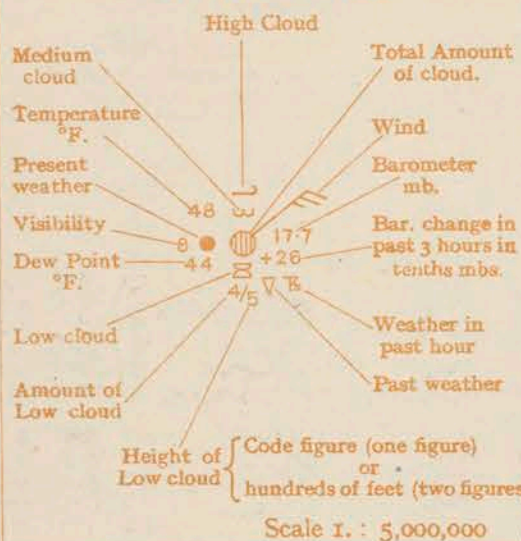 High Cloud
Medium cloud
Total Amount of cloud.
Temperature °F.
Wind
Present weather
48
Barometer mb.
Visibility
8
17·7
Bar. change in past 3 hours in tenths mbs.
Dew Point °F.
44
+26
4/5
Low cloud
Weather in past hour
Amount of Low cloud
Past weather
Height of Low cloud
Code figure (one figure)
or
hundreds of feet (two figures
Scale 1. : 5,000,000